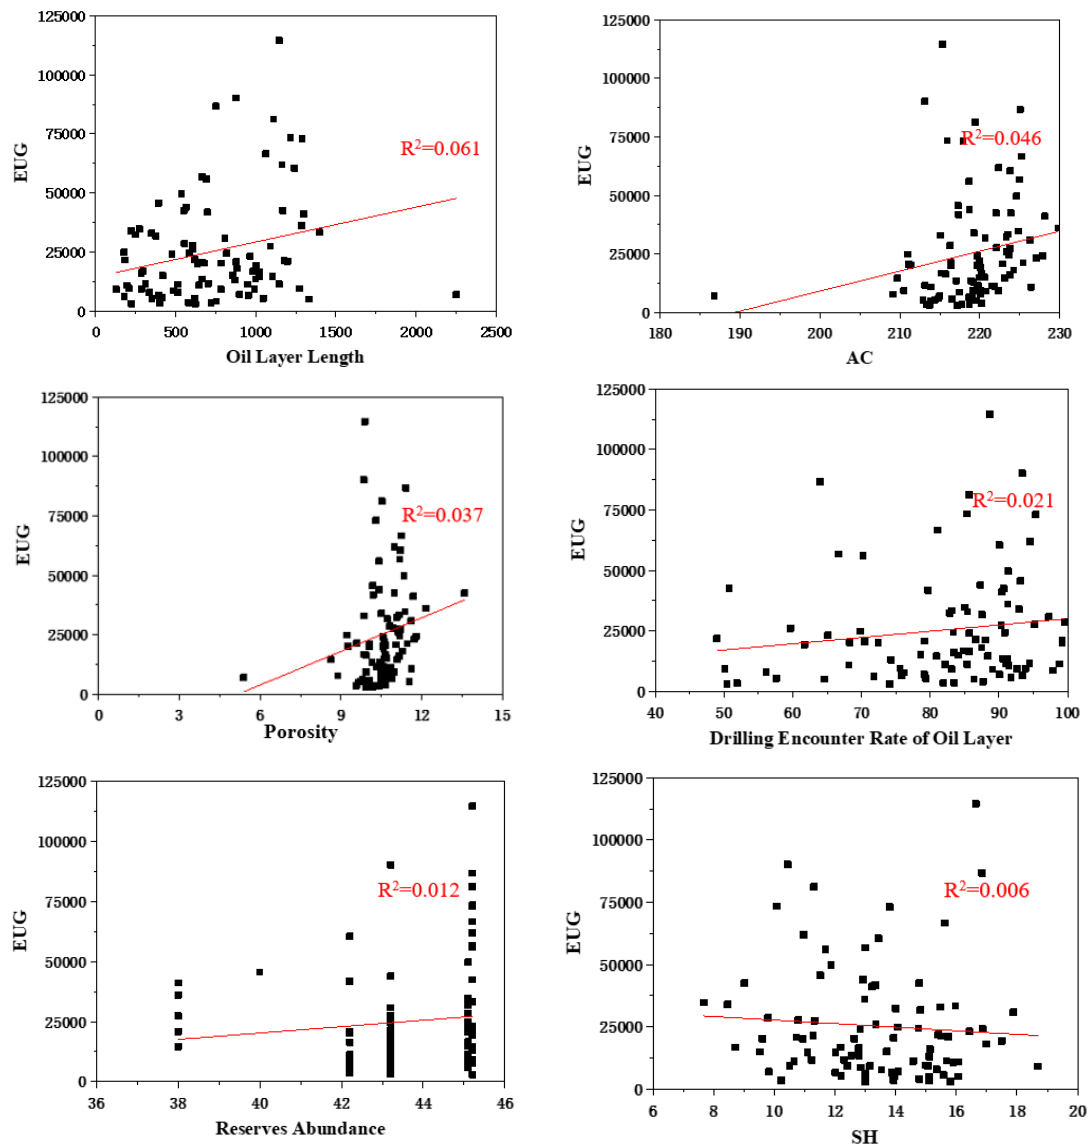 125000
100000
75000
50000
25000
0
EUG
R²=0.061
0 500 1000 1500 2000 2500
Oil Layer Length
125000
100000
75000
50000
25000
0
EUG
R²=0.046
180 190 200 210 220 230
AC
125000
100000
75000
50000
25000
0
EUG
R²=0.037
0 3 6 9 12 15
Porosity
125000
100000
75000
50000
25000
0
EUG
R²=0.021
40 50 60 70 80 90 100
Drilling Encounter Rate of Oil Layer
125000
100000
75000
50000
25000
0
EUG
R²=0.012
36 38 40 43 44 46
Reserves Abundance
125000
100000
75000
50000
25000
0
EUG
R²=0.006
6 8 10 12 14 16 18 20
SH